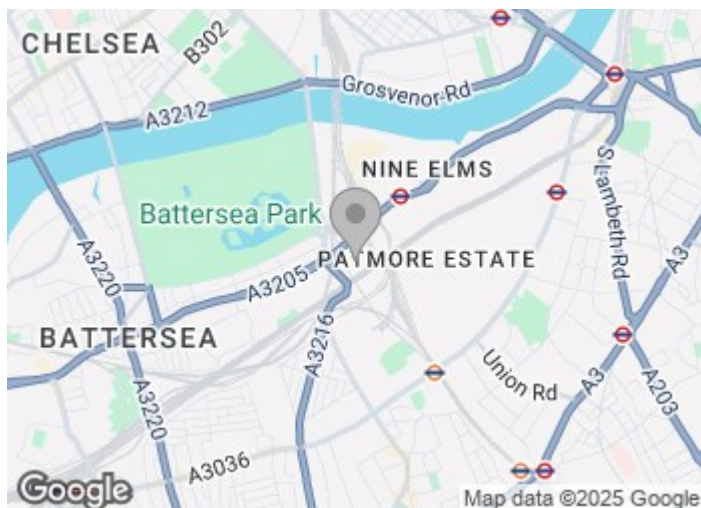 CHELSEA
B302
Grosvenor Rd
A3212
NINE ELMS
S Lambeth Rd
Battersea Park
PATMORE ESTATE
A3220
A3205
A3
BATTERSEA
A3216
Union Rd
A3
A203
A3220
A3036
Google
Map data ©2025 Google